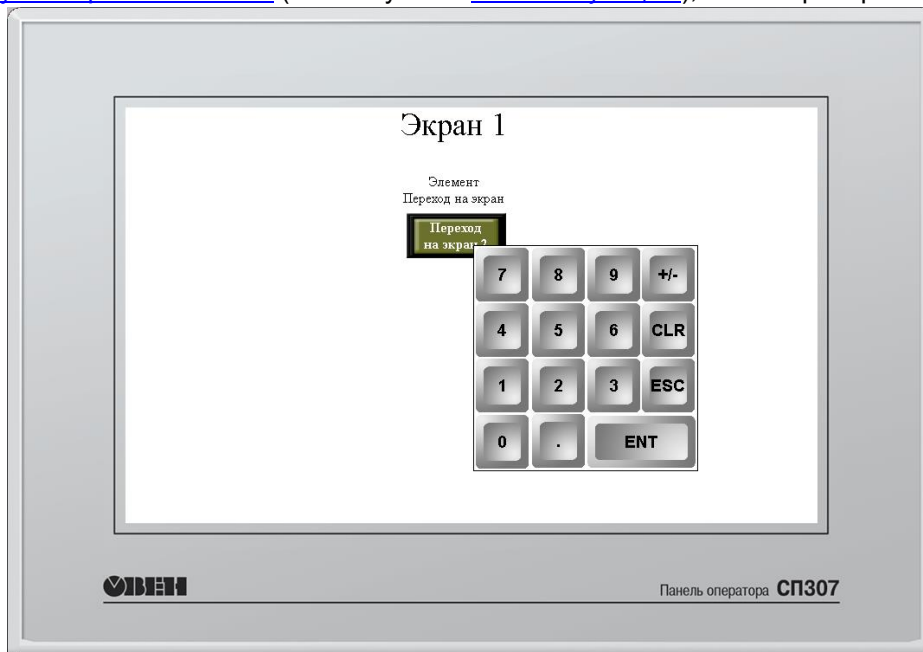 Экран 1
Элемент
Переход на экран
Переход
на экран 2
7 8 9 +/-
4 5 6 CLR
1 2 3 ESC
0 . ENT
ОВЕН
Панель оператора СП307